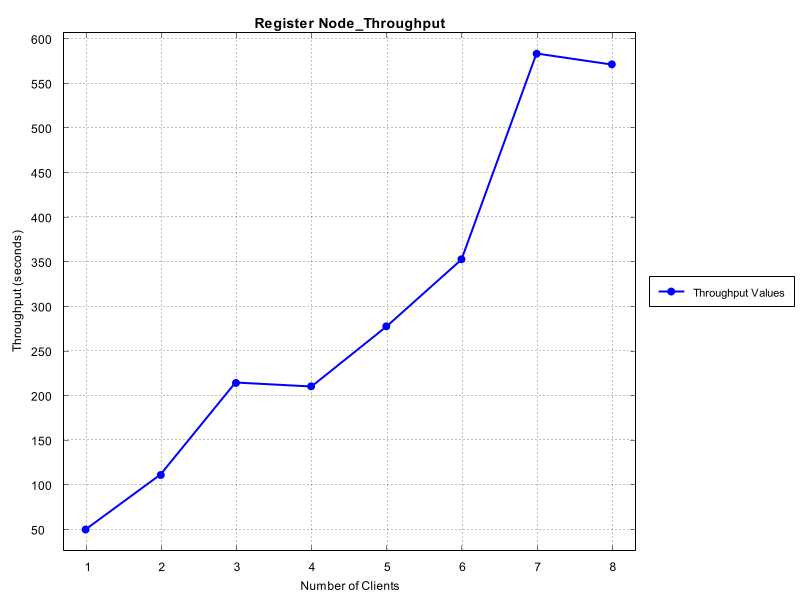 Register Node_Throughput
600
550
500
450
400
350
300
250
200
150
100
50
Throughput (seconds)
1 2 3 4 5 6 7 8
Number of Clients
Throughput Values